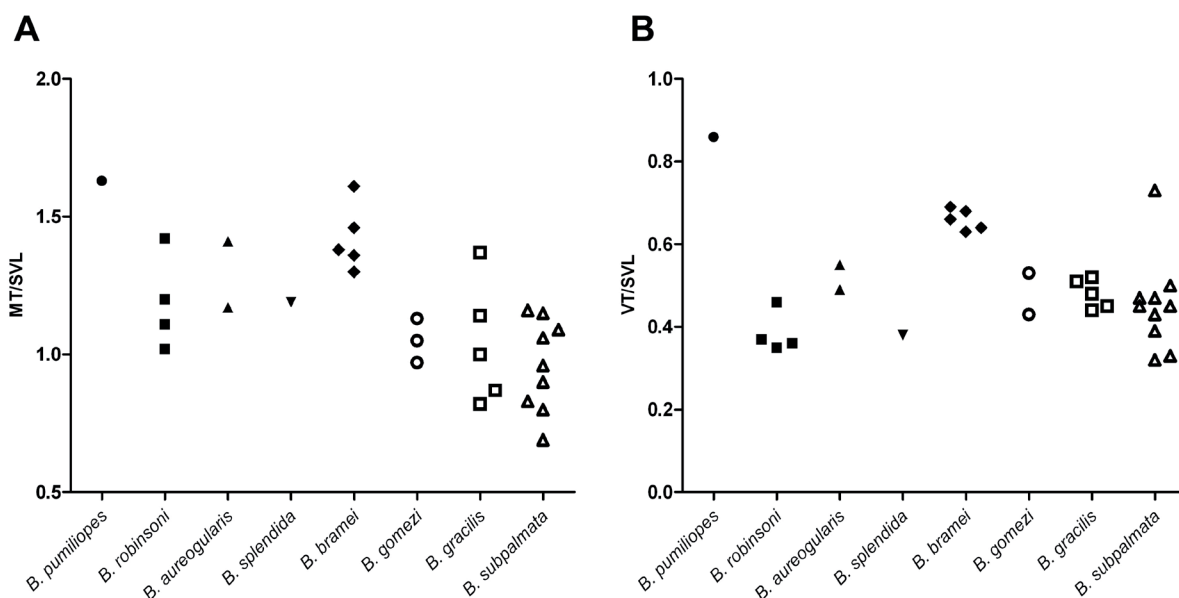 A
B
2.0
1.5
1.0
0.5
MT/SVL
B. pumiliopes
B. robinsoni
B. aureogularis
B. splendida
B. bramei
B. gomezi
B. gracilis
B. subpalmata
1.0
0.8
0.6
0.4
0.2
0.0
VT/SVL
B. pumiliopes
B. robinsoni
B. aureogularis
B. splendida
B. bramei
B. gomezi
B. gracilis
B. subpalmata